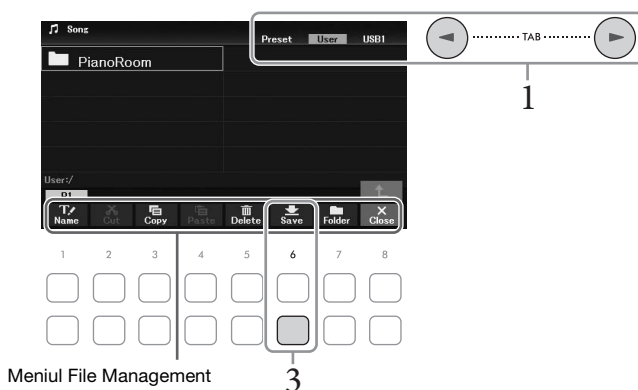 Song
Preset User USB1
TAB
1
PianoRoom
User:/
P1
Name Cut Copy Paste Delete Save Folder Close
1 2 3 4 5 6 7 8
Meniul File Management
3